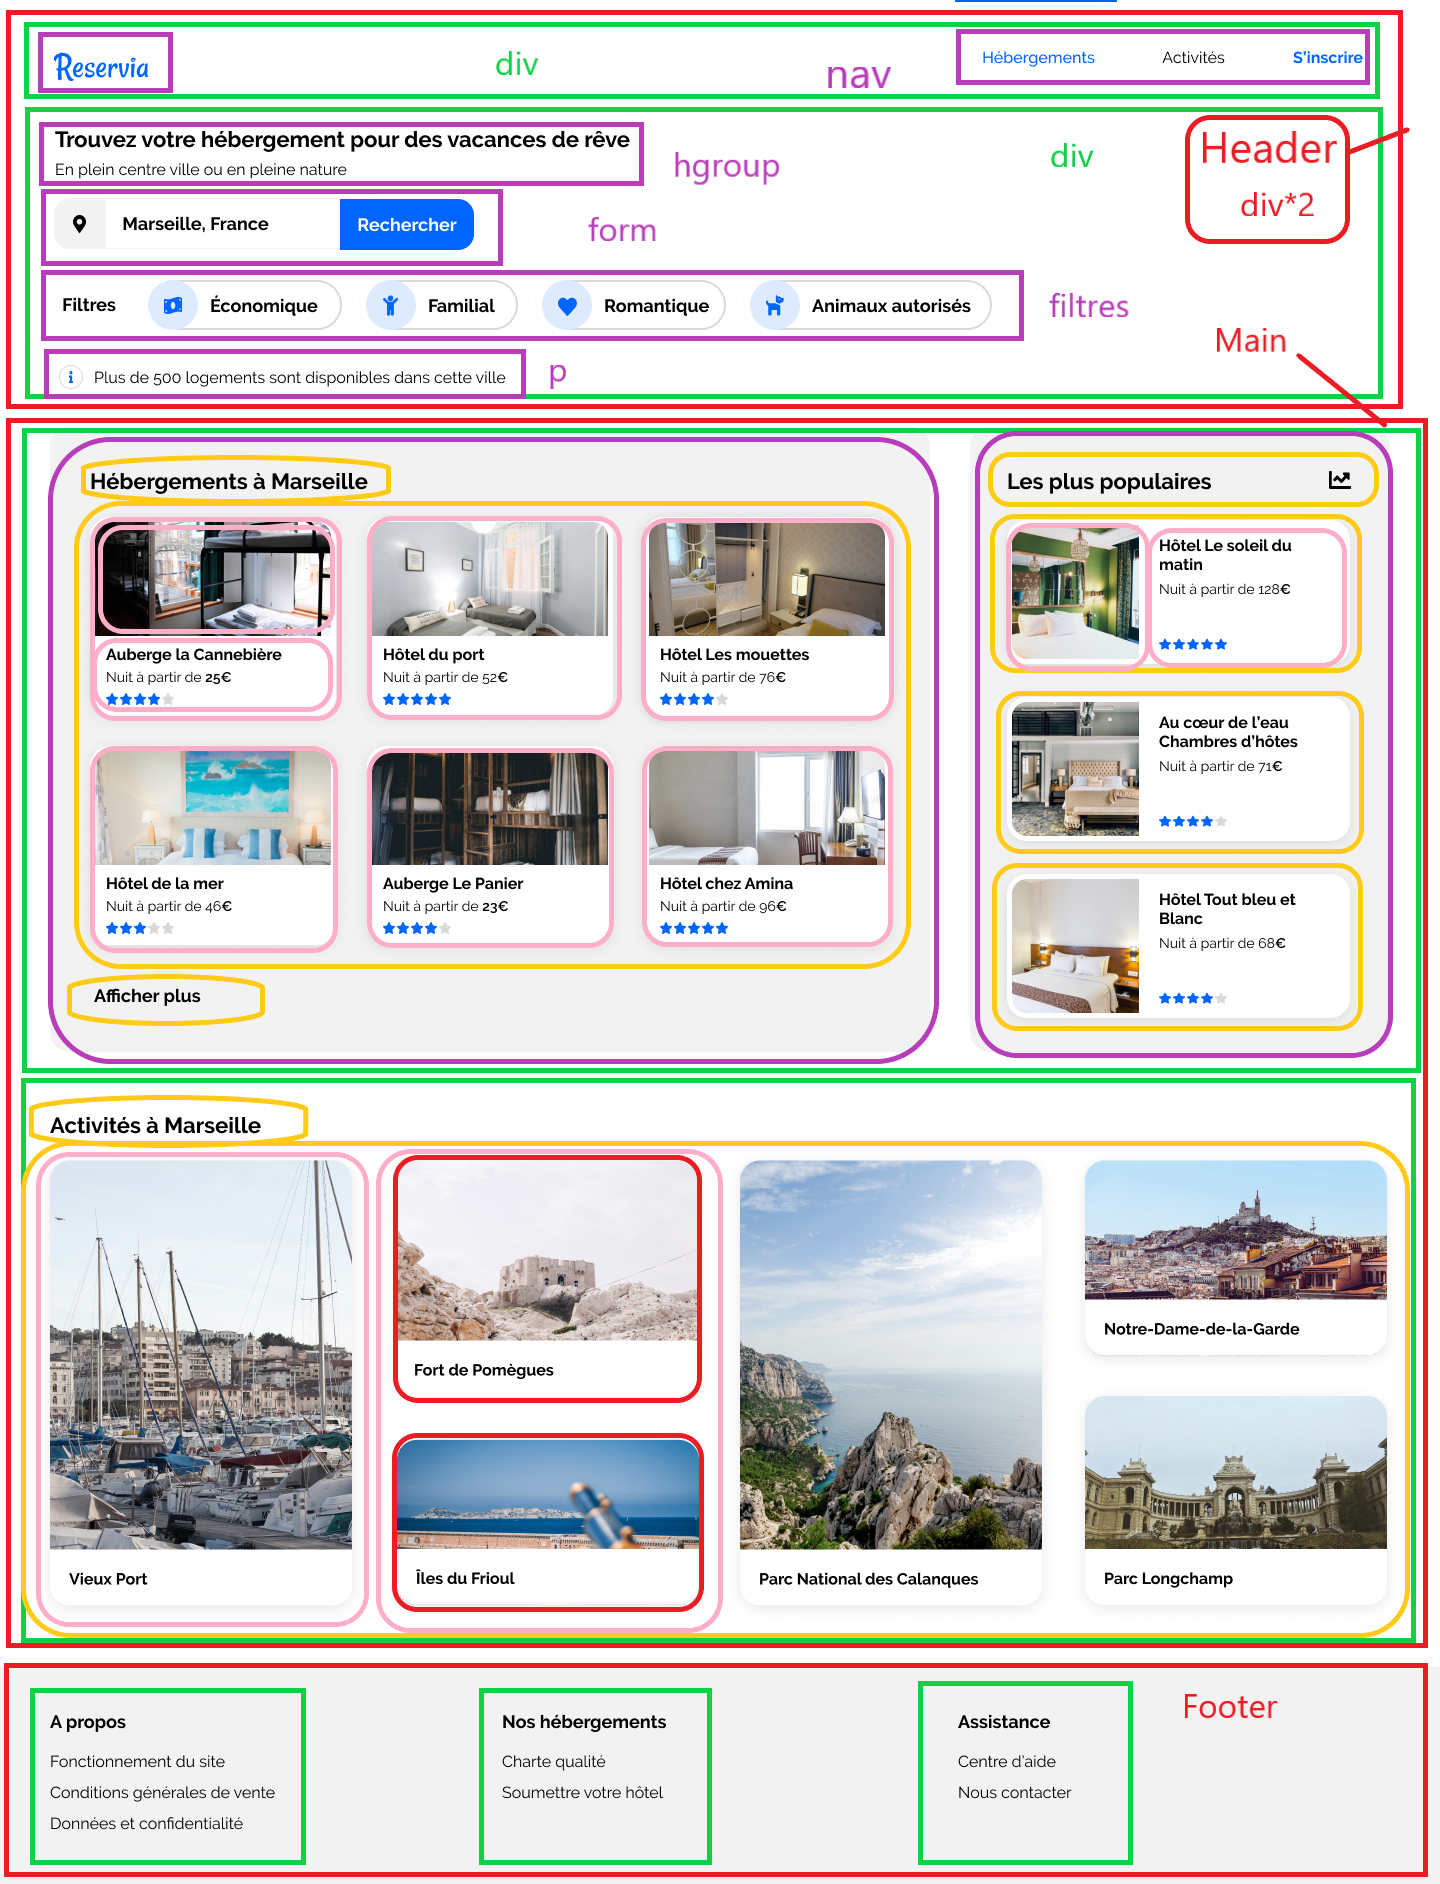 Reservia
div
nav
Hébergements
Activités
S'inscrire
Trouvez votre hébergement pour des vacances de rêve
En plein centre ville ou en pleine nature
hgroup
div
Header
div*2
Marseille, France
Rechercher
form
Filtres
Économique
Familial
Romantique
Animaux autorisés
filtres
Main
Plus de 500 logements sont disponibles dans cette ville
p
Hébergements à Marseille
Auberge la Cannebière
Nuit à partir de 25€
Hôtel du port
Nuit à partir de 52€
Hôtel Les mouettes
Nuit à partir de 76€
Hôtel de la mer
Nuit à partir de 46€
Auberge Le Panier
Nuit à partir de 23€
Hôtel chez Amina
Nuit à partir de 96€
Afficher plus
Les plus populaires
Hôtel Le soleil du
matin
Nuit à partir de 128€
Au cœur de l'eau
Chambres d'hôtes
Nuit à partir de 71€
Hôtel Tout bleu et
Blanc
Nuit à partir de 68€
Activités à Marseille
Vieux Port
Fort de Pomègues
Îles du Frioul
Parc National des Calanques
Notre-Dame-de-la-Garde
Parc Longchamp
Footer
A propos
Fonctionnement du site
Conditions générales de vente
Données et confidentialité
Nos hébergements
Charte qualité
Soumettre votre hôtel
Assistance
Centre d'aide
Nous contacter